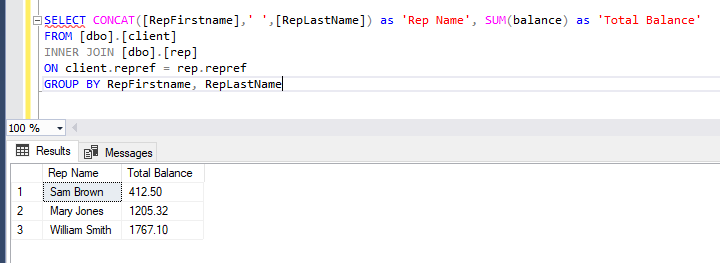 SELECT CONCAT([RepFirstname],' ',[RepLastName]) as 'Rep Name', SUM(balance) as 'Total Balance'
FROM [dbo].[client]
INNER JOIN [dbo].[rep]
ON client.repref = rep.repref
GROUP BY RepFirstname, RepLastName
100 %
Results Messages
Rep Name Total Balance
1 Sam Brown 412.50
2 Mary Jones 1205.32
3 William Smith 1767.10